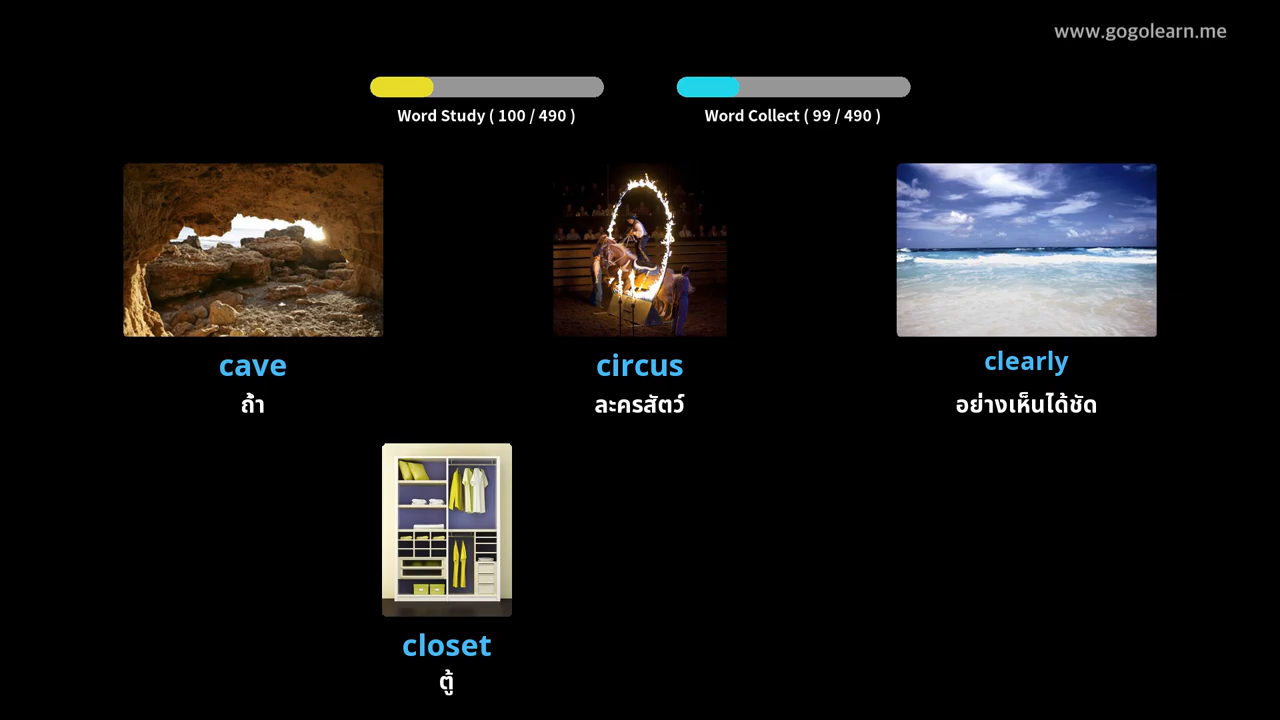 www.gogolearn.me
Word Study ( 100 / 490 )
Word Collect ( 99 / 490 )
cave
ถ้ำ
circus
ละครสัตว์
clearly
อย่างเห็นได้ชัด
closet
ตู้